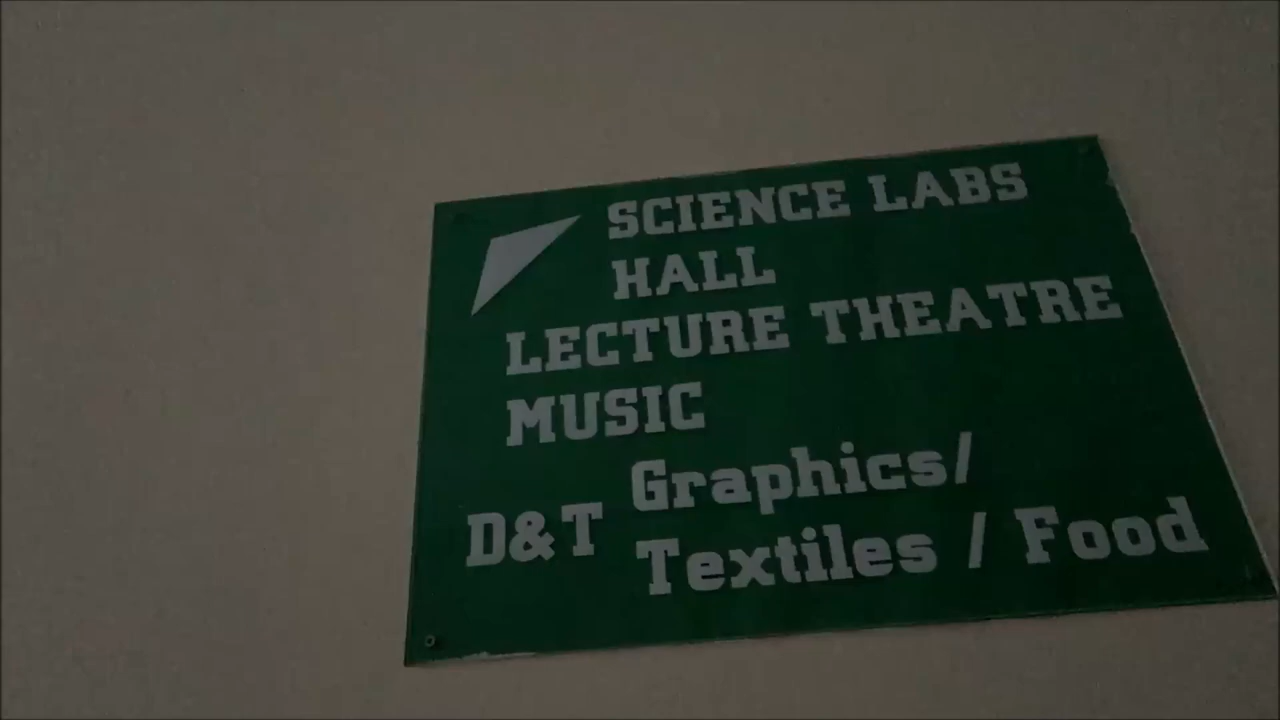 SCIENCE LABS
HALL
LECTURE THEATRE
MUSIC
D&T Graphics/
Textiles / Food